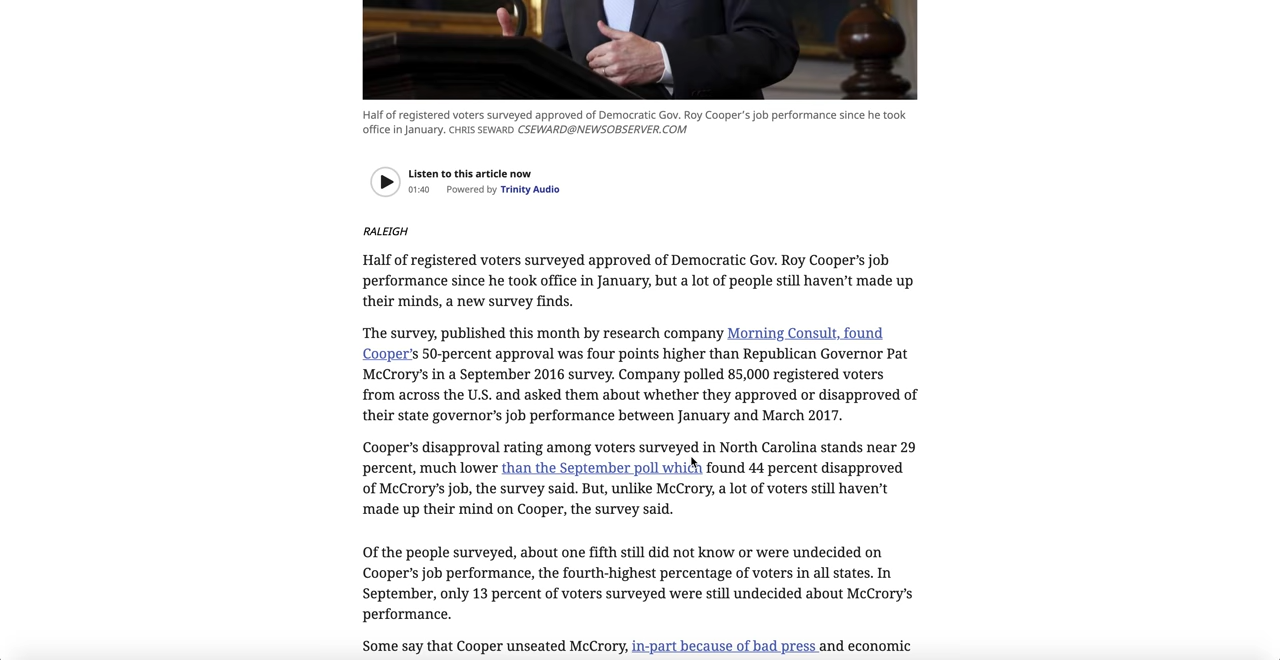 Half of registered voters surveyed approved of Democratic Gov. Roy Cooper’s job performance since he took
office in January. CHRIS SEWARD CSEWARD@NEWSOBSERVER.COM
Listen to this article now
01:40 Powered by Trinity Audio
RALEIGH
Half of registered voters surveyed approved of Democratic Gov. Roy Cooper’s job
performance since he took office in January, but a lot of people still haven’t made up
their minds, a new survey finds.
The survey, published this month by research company Morning Consult, found
Cooper’s 50-percent approval was four points higher than Republican Governor Pat
McCrory’s in a September 2016 survey. Company polled 85,000 registered voters
from across the U.S. and asked them about whether they approved or disapproved of
their state governor’s job performance between January and March 2017.
Cooper’s disapproval rating among voters surveyed in North Carolina stands near 29
percent, much lower than the September poll which found 44 percent disapproved
of McCrory’s job, the survey said. But, unlike McCrory, a lot of voters still haven’t
made up their mind on Cooper, the survey said.
Of the people surveyed, about one fifth still did not know or were undecided on
Cooper’s job performance, the fourth-highest percentage of voters in all states. In
September, only 13 percent of voters surveyed were still undecided about McCrory’s
performance.
Some say that Cooper unseated McCrory, in-part because of bad press and economic